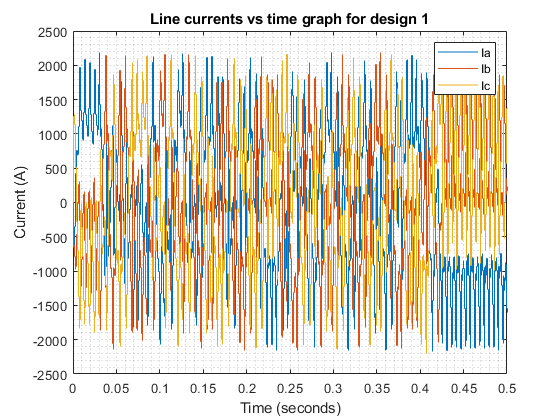 Line currents vs time graph for design 1
Current (A)
2500
2000
1500
1000
500
0
-500
-1000
-1500
-2000
-2500
Ia
Ib
Ic
0 0.05 0.1 0.15 0.2 0.25 0.3 0.35 0.4 0.45 0.5
Time (seconds)